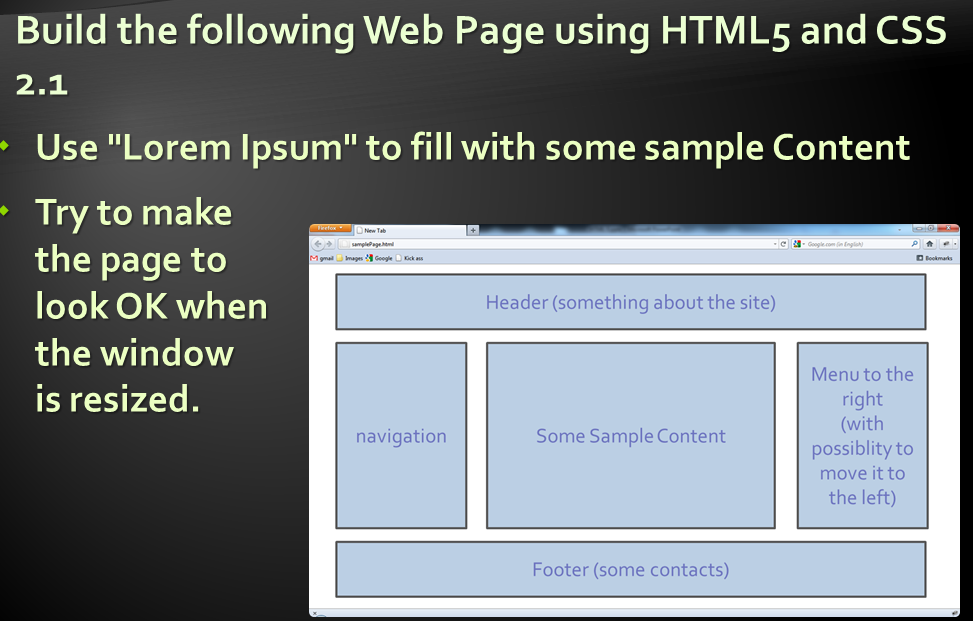 Build the following Web Page using HTML5 and CSS
2.1
Use "Lorem Ipsum" to fill with some sample Content
Try to make
the page to
look OK when
the window
is resized.
Firefox
New Tab
samplePage.html
Google.com (in English)
gmail Images Google Kick ass
Bookmarks
Header (something about the site)
navigation
Some Sample Content
Menu to the
right
(with
possiblity to
move it to
the left)
Footer (some contacts)